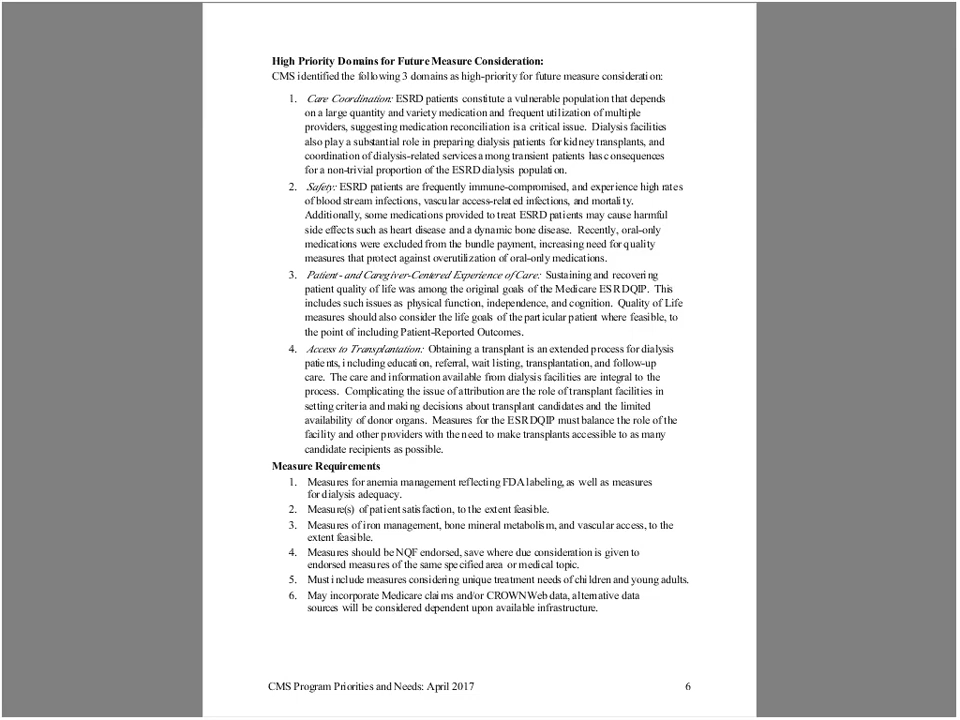 High Priority Domains for Future Measure Consideration:
CMS identified the following 3 domains as high-priority for future measure consideration:
1. Care Coordination: ESRD patients constitute a vulnerable population that depends
on a large quantity and variety medication and frequent utilization of multiple
providers, suggesting medication reconciliation is a critical issue. Dialysis facilities
also play a substantial role in preparing dialysis patients for kidney transplants, and
coordination of dialysis-related services among transient patients has consequences
for a non-trivial proportion of the ESRD dialysis population.
2. Safety: ESRD patients are frequently immune-compromised, and experience high rates
of blood stream infections, vascular access-related infections, and mortality.
Additionally, some medications provided to treat ESRD patients may cause harmful
side effects such as heart disease and a dynamic bone disease. Recently, oral-only
medications were excluded from the bundle payment, increasing need for quality
measures that protect against overutilization of oral-only medications.
3. Patient- and Caregiver-Centered Experience of Care: Sustaining and recovering
patient quality of life was among the original goals of the Medicare ESRD QIP. This
includes such issues as physical function, independence, and cognition. Quality of Life
measures should also consider the life goals of the particular patient where feasible, to
the point of including Patient-Reported Outcomes.
4. Access to Transplantation: Obtaining a transplant is an extended process for dialysis
patients, including education, referral, wait listing, transplantation, and follow-up
care. The care and information available from dialysis facilities are integral to the
process. Complicating the issue of attribution are the role of transplant facilities in
setting criteria and making decisions about transplant candidates and the limited
availability of donor organs. Measures for the ESRD QIP must balance the role of the
facility and other providers with the need to make transplants accessible to as many
candidate recipients as possible.
Measure Requirements
1. Measures for anemia management reflecting FDA labeling, as well as measures
for dialysis adequacy.
2. Measure(s) of patient satisfaction, to the extent feasible.
3. Measures of iron management, bone mineral metabolism, and vascular access, to the
extent feasible.
4. Measures should be NQF endorsed, save where due consideration is given to
endorsed measures of the same specified area or medical topic.
5. Must include measures considering unique treatment needs of children and young adults.
6. May incorporate Medicare claims and/or CROWNWeb data, alternative data
sources will be considered dependent upon available infrastructure.
CMS Program Priorities and Needs: April 2017 6